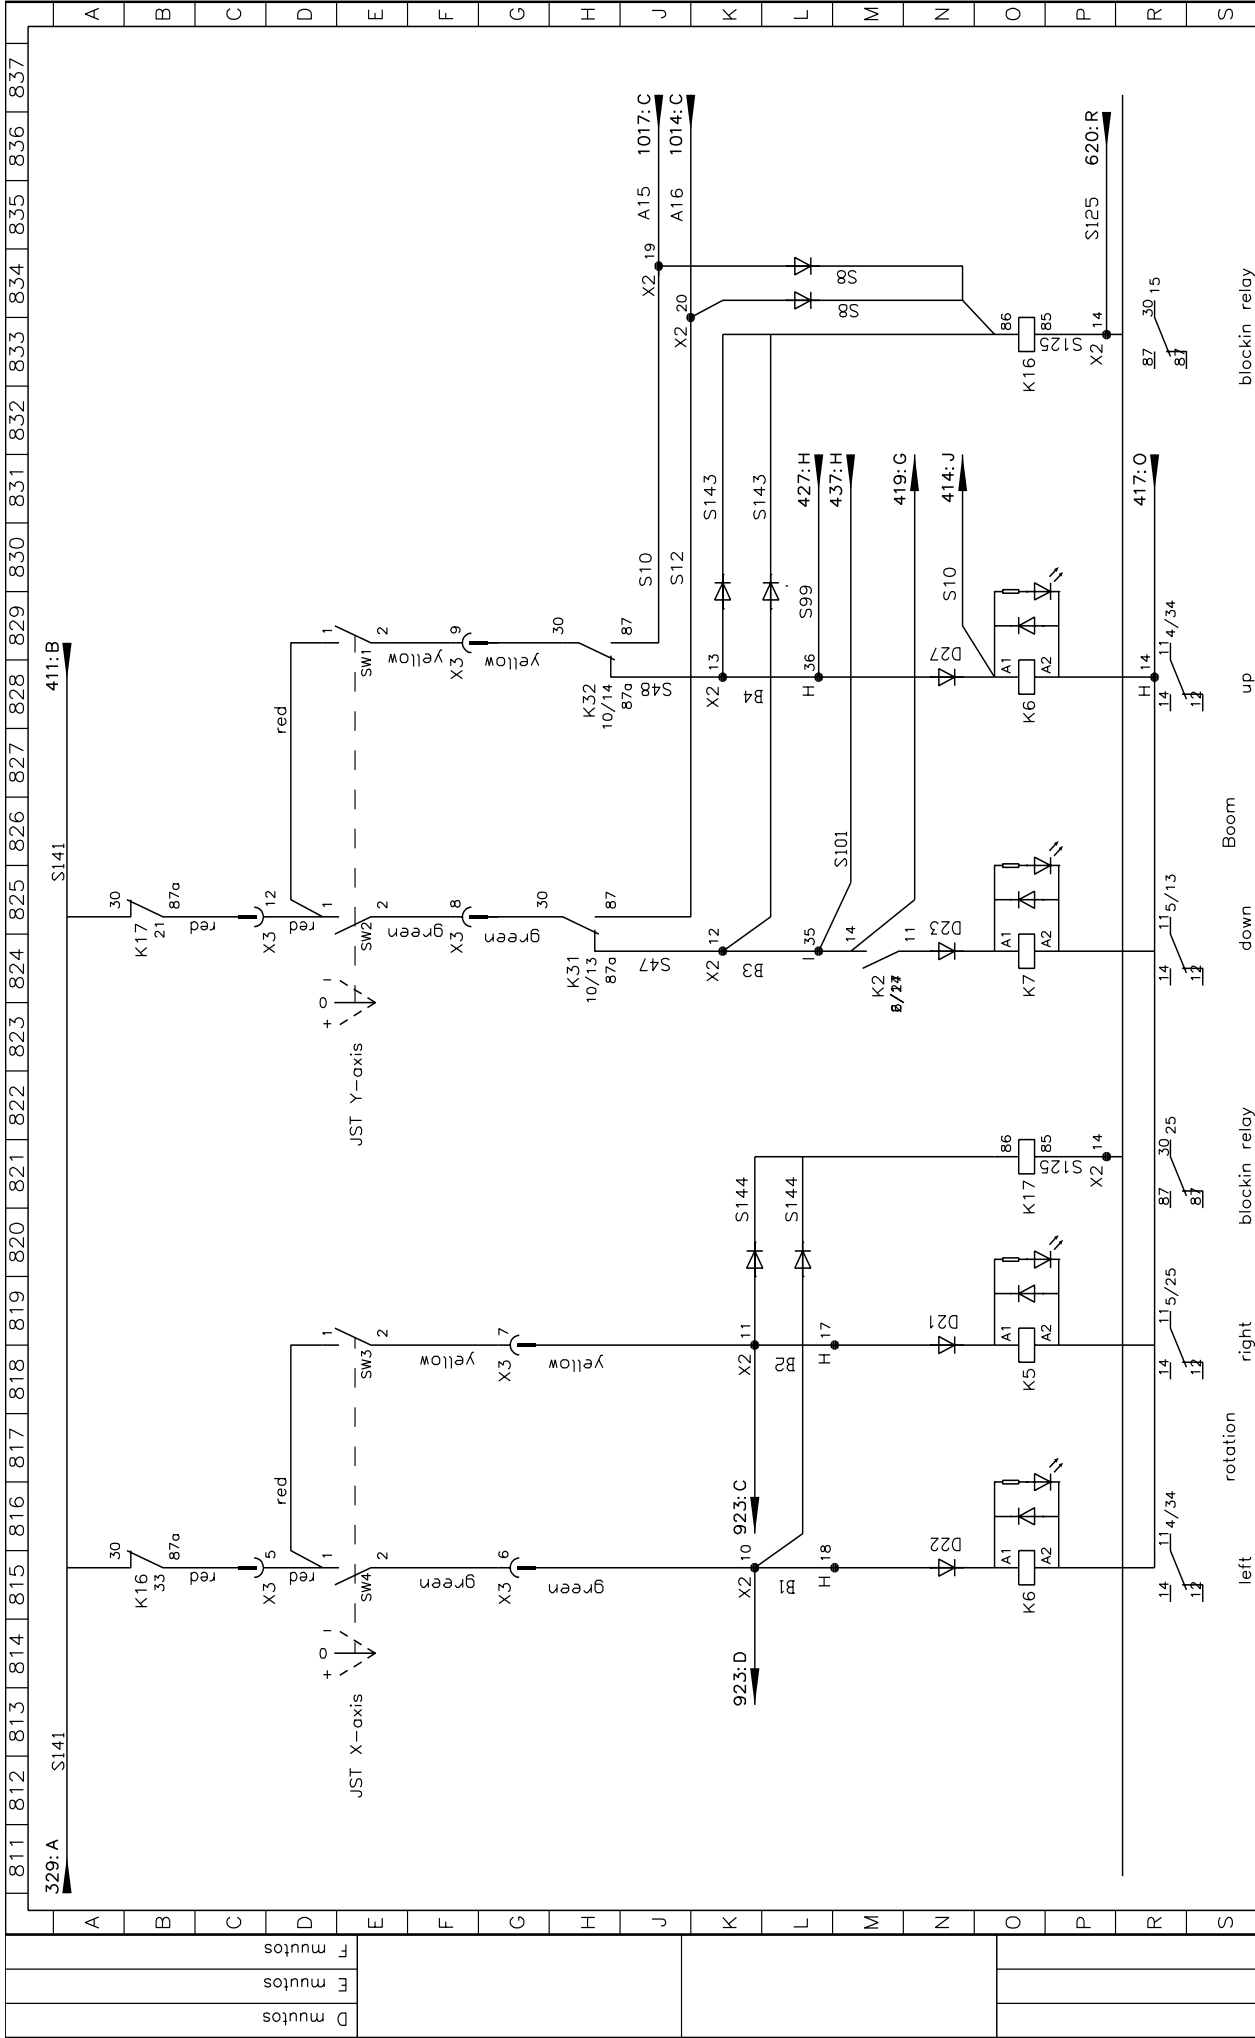 811 812 813 814 815 816 817 818 819 820 821 822 823 824 825 826 827 828 829 830 831 832 833 834 835 836 837
A B C D E F G H J K L M N O P R S
A B C D E F G H J K L M N O P R S
329:A
S141
S141
411:B
30
K16
33
87a
red
X3 5
red
red
1
SW4
2
1
SW3
2
+ 0 -
JST X-axis
green
X3 6
green
yellow
X3 7
yellow
923:D
923:C
X2 10
B1
H 18
X2 11
B2
H 17
S144
S144
D22
D21
K6
A1
A2
K5
A1
A2
K17
86
85
S125
X2 14
14
11 4/34
12
14
11 5/25
12
87
30 25
87
left
rotation
right
blockin relay
30
K17
21
87a
red
X3 12
red
red
1
SW2
2
1
SW1
2
+ 0 -
JST Y-axis
green
X3 8
green
yellow
X3 9
yellow
30
K31
10/13
87a
87
30
K32
10/14
87a
87
S47
S48
S10
S12
X2 19
A15
1017:C
X2 20
A16
1014:C
X2 12
B3
I 35
X2 13
B4
H 36
S143
S143
S99
427:H
S101
437:H
419:G
S10
414:J
S8
S8
14
K2
11
D23
D27
K7
A1
A2
K6
A1
A2
K16
86
85
S125
X2 14
S125
620:R
H 14
417:O
14
11 5/13
12
14
11 4/34
12
87
30 15
87
down
Boom
up
blockin relay
D muutos
E muutos
F muutos